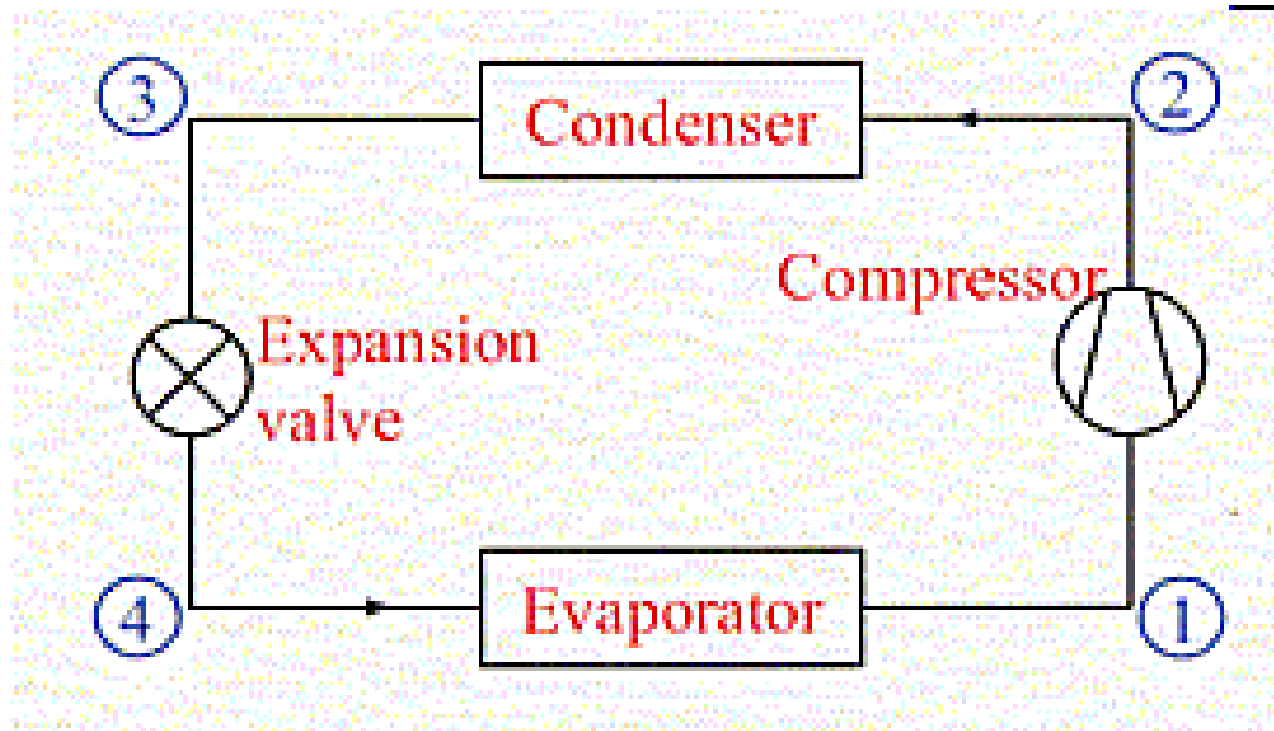 3
Condenser
2
Compressor
Expansion
valve
4
Evaporator
1